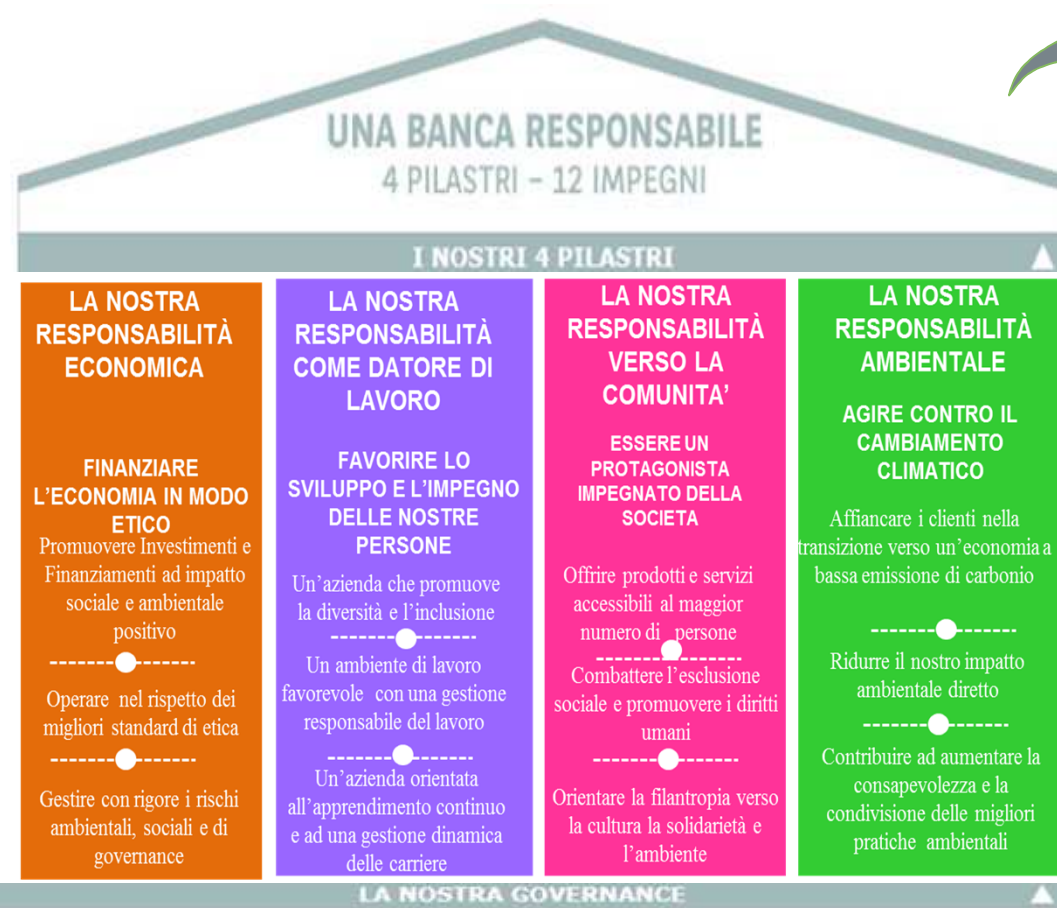 UNA BANCA RESPONSABILE
4 PILASTRI – 12 IMPEGNI
I NOSTRI 4 PILASTRI
LA NOSTRA
RESPONSABILITÀ
ECONOMICA
FINANZIARE
L'ECONOMIA IN MODO
ETICO
Promuovere Investimenti e
Finanziamenti ad impatto
sociale e ambientale
positivo
Operare nel rispetto dei
migliori standard di etica
Gestire con rigore i rischi
ambientali, sociali e di
governance
LA NOSTRA
RESPONSABILITÀ
COME DATORE DI
LAVORO
FAVORIRE LO
SVILUPPO E L'IMPEGNO
DELLE NOSTRE
PERSONE
Un'azienda che promuove
la diversità e l'inclusione
Un ambiente di lavoro
favorevole con una gestione
responsabile del lavoro
Un'azienda orientata
all'apprendimento continuo
e ad una gestione dinamica
delle carriere
LA NOSTRA
RESPONSABILITÀ
VERSO LA
COMUNITA'
ESSERE UN
PROTAGONISTA
IMPEGNATO DELLA
SOCIETA
Offrire prodotti e servizi
accessibili al maggior
numero di persone
Combattere l'esclusione
sociale e promuovere i diritti
umani
Orientare la filantropia verso
la cultura la solidarietà e
l'ambiente
LA NOSTRA
RESPONSABILITÀ
AMBIENTALE
AGIRE CONTRO IL
CAMBIAMENTO
CLIMATICO
Affiancare i clienti nella
transizione verso un'economia a
bassa emissione di carbonio
Ridurre il nostro impatto
ambientale diretto
Contribuire ad aumentare la
consapevolezza e la
condivisione delle migliori
pratiche ambientali
LA NOSTRA GOVERNANCE